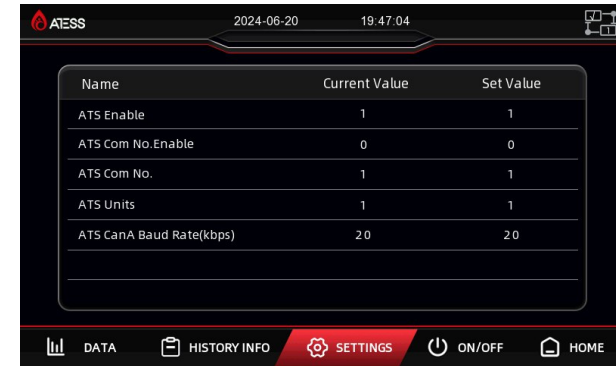 ATESS 2024-06-20 19:47:04
1
Name Current Value Set Value
ATS Enable 1 1
ATS Com No.Enable 0 0
ATS Com No. 1 1
ATS Units 1 1
ATS CanA Baud Rate(kbps) 20 20
DATA HISTORY INFO SETTINGS ON/OFF HOME